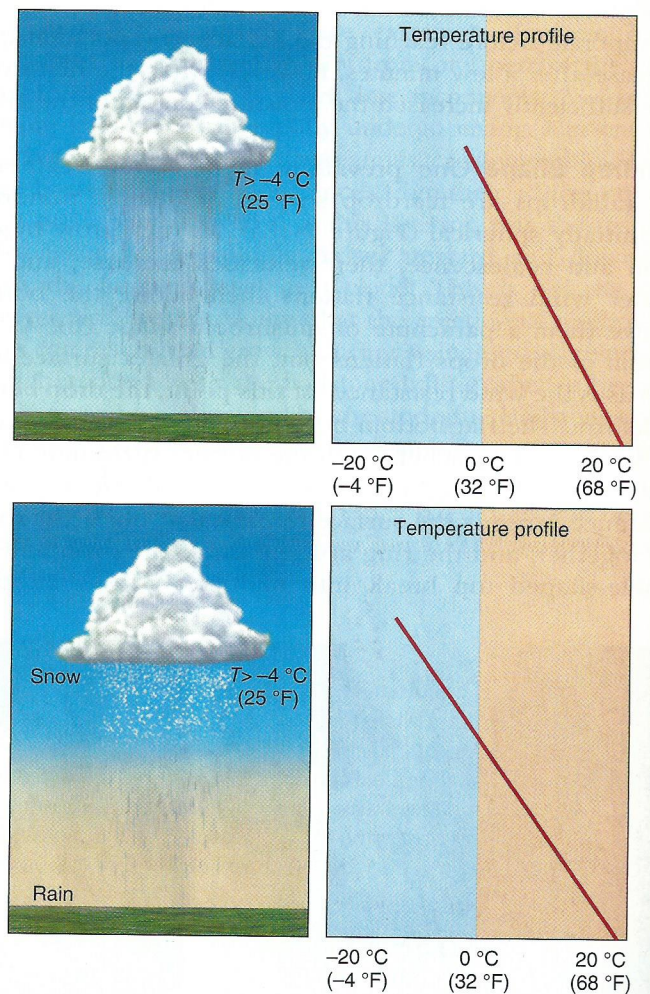 Temperature profile
T> –4 °C
(25 °F)
–20 °C
(–4 °F)
0 °C
(32 °F)
20 °C
(68 °F)
Temperature profile
Snow
T> –4 °C
(25 °F)
Rain
–20 °C
(–4 °F)
0 °C
(32 °F)
20 °C
(68 °F)